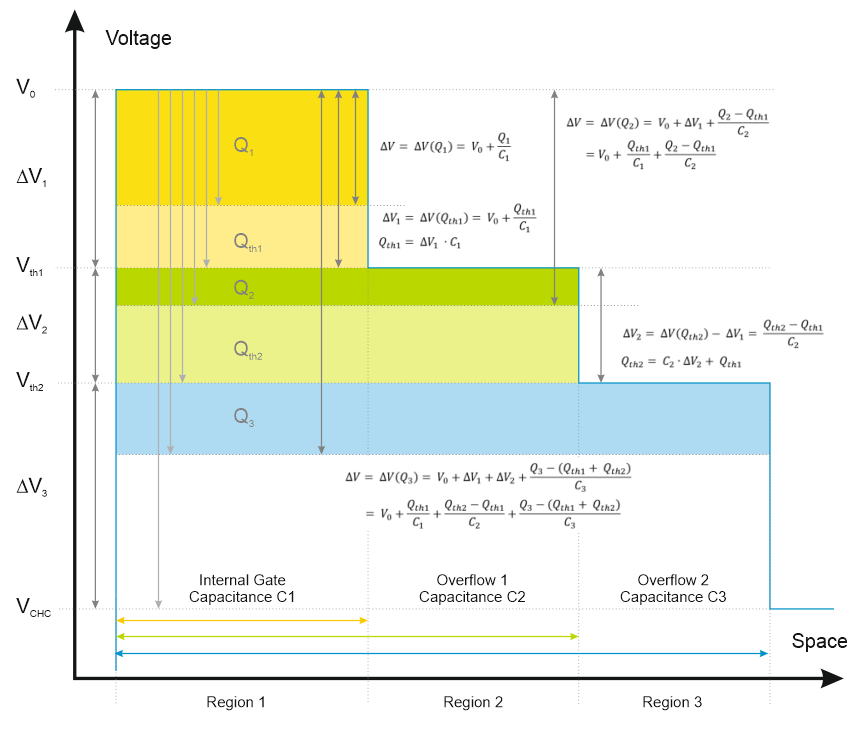 Voltage
V₀
ΔV₁
V_th1
ΔV₂
V_th2
ΔV₃
V_CHC
Q₁
Q_th1
Q₂
Q_th2
Q₃
ΔV = ΔV(Q₁) = V₀ + Q₁/C₁
ΔV₁ = ΔV(Q_th1) = V₀ + Q_th1/C₁
Q_th1 = ΔV₁ · C₁
ΔV = ΔV(Q₂) = V₀ + ΔV₁ + (Q₂ − Q_th1)/C₂
= V₀ + Q_th1/C₁ + (Q₂ − Q_th1)/C₂
ΔV₂ = ΔV(Q_th2) − ΔV₁ = (Q_th2 − Q_th1)/C₂
Q_th2 = C₂ · ΔV₂ + Q_th1
ΔV = ΔV(Q₃) = V₀ + ΔV₁ + ΔV₂ + (Q₃ − (Q_th1 + Q_th2))/C₃
= V₀ + Q_th1/C₁ + (Q_th2 − Q_th1)/C₂ + (Q₃ − (Q_th1 + Q_th2))/C₃
Internal Gate
Capacitance C1
Overflow 1
Capacitance C2
Overflow 2
Capacitance C3
Space
Region 1
Region 2
Region 3